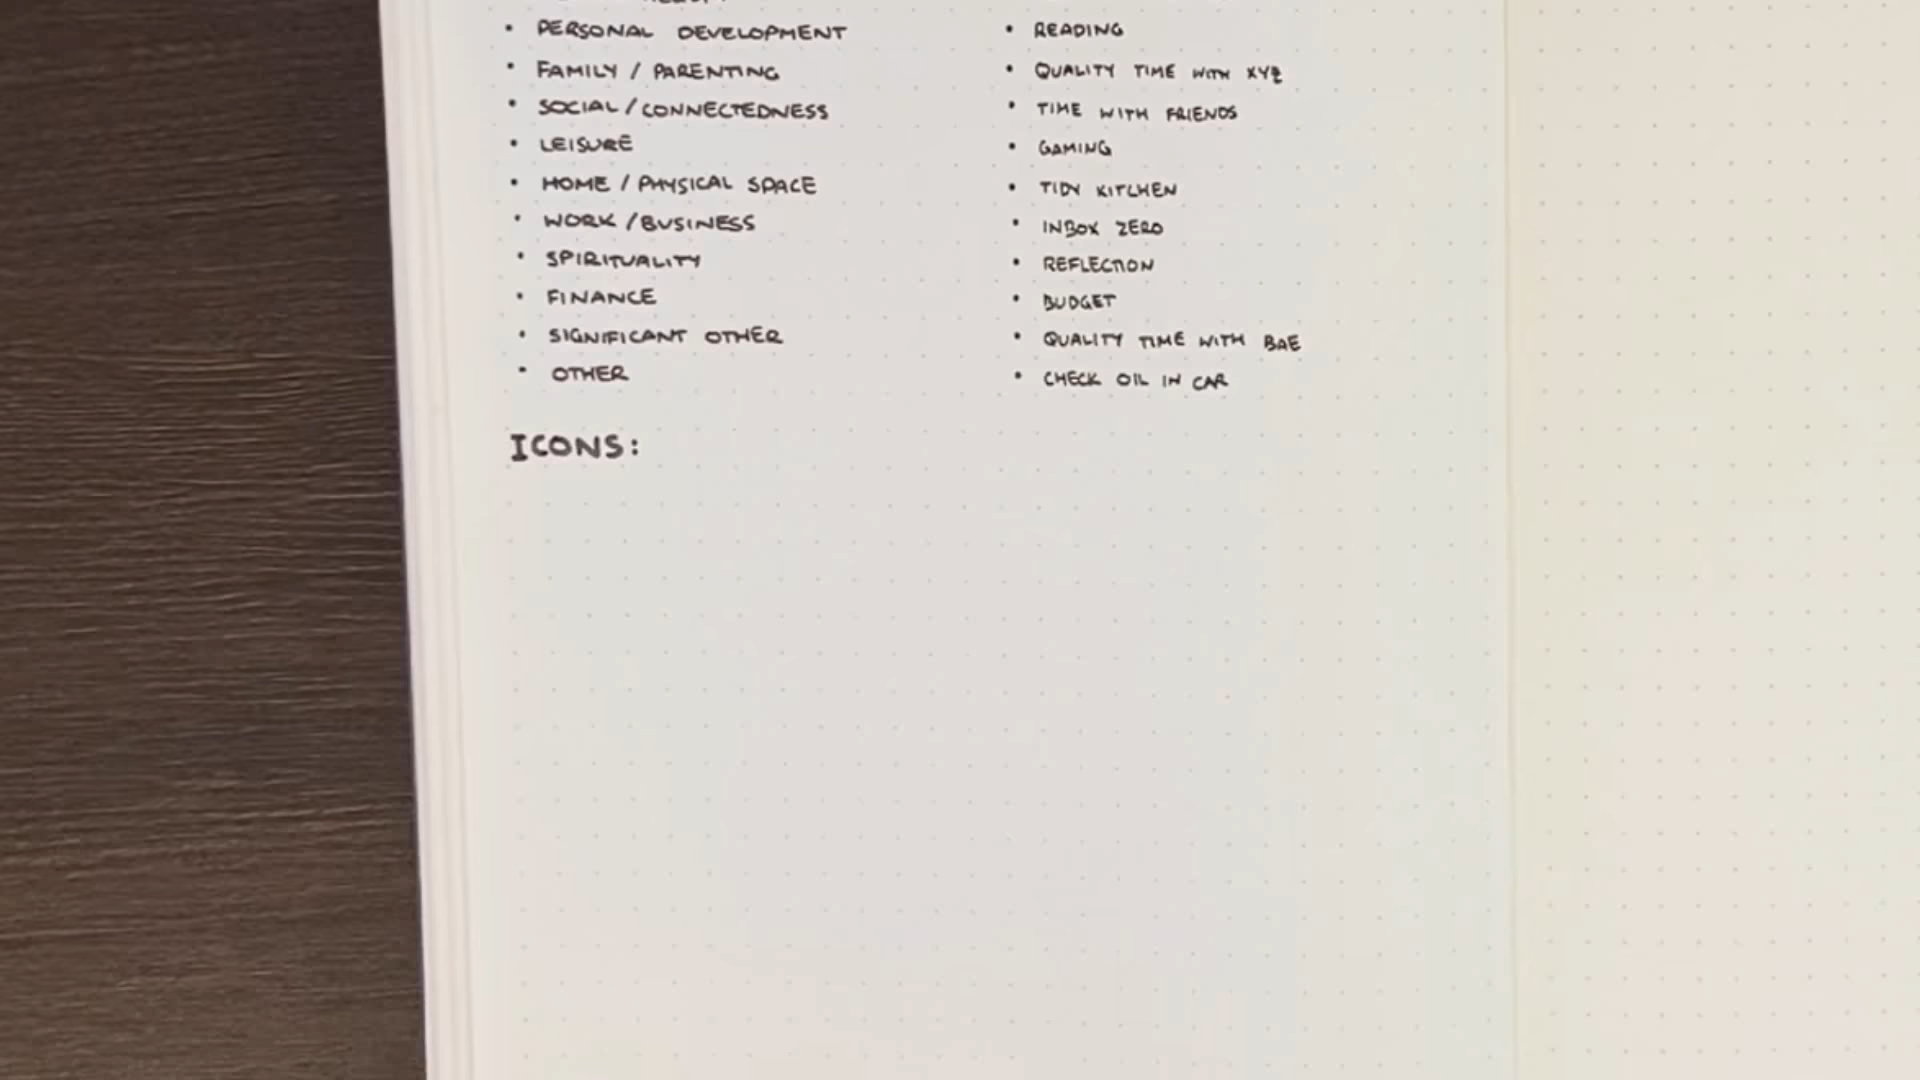 • PERSONAL DEVELOPMENT
• FAMILY / PARENTING
• SOCIAL / CONNECTEDNESS
• LEISURE
• HOME / PHYSICAL SPACE
• WORK / BUSINESS
• SPIRITUALITY
• FINANCE
• SIGNIFICANT OTHER
• OTHER
• READING
• QUALITY TIME WITH XYZ
• TIME WITH FRIENDS
• GAMING
• TIDY KITCHEN
• INBOX ZERO
• REFLECTION
• BUDGET
• QUALITY TIME WITH BAE
• CHECK OIL IN CAR
ICONS: